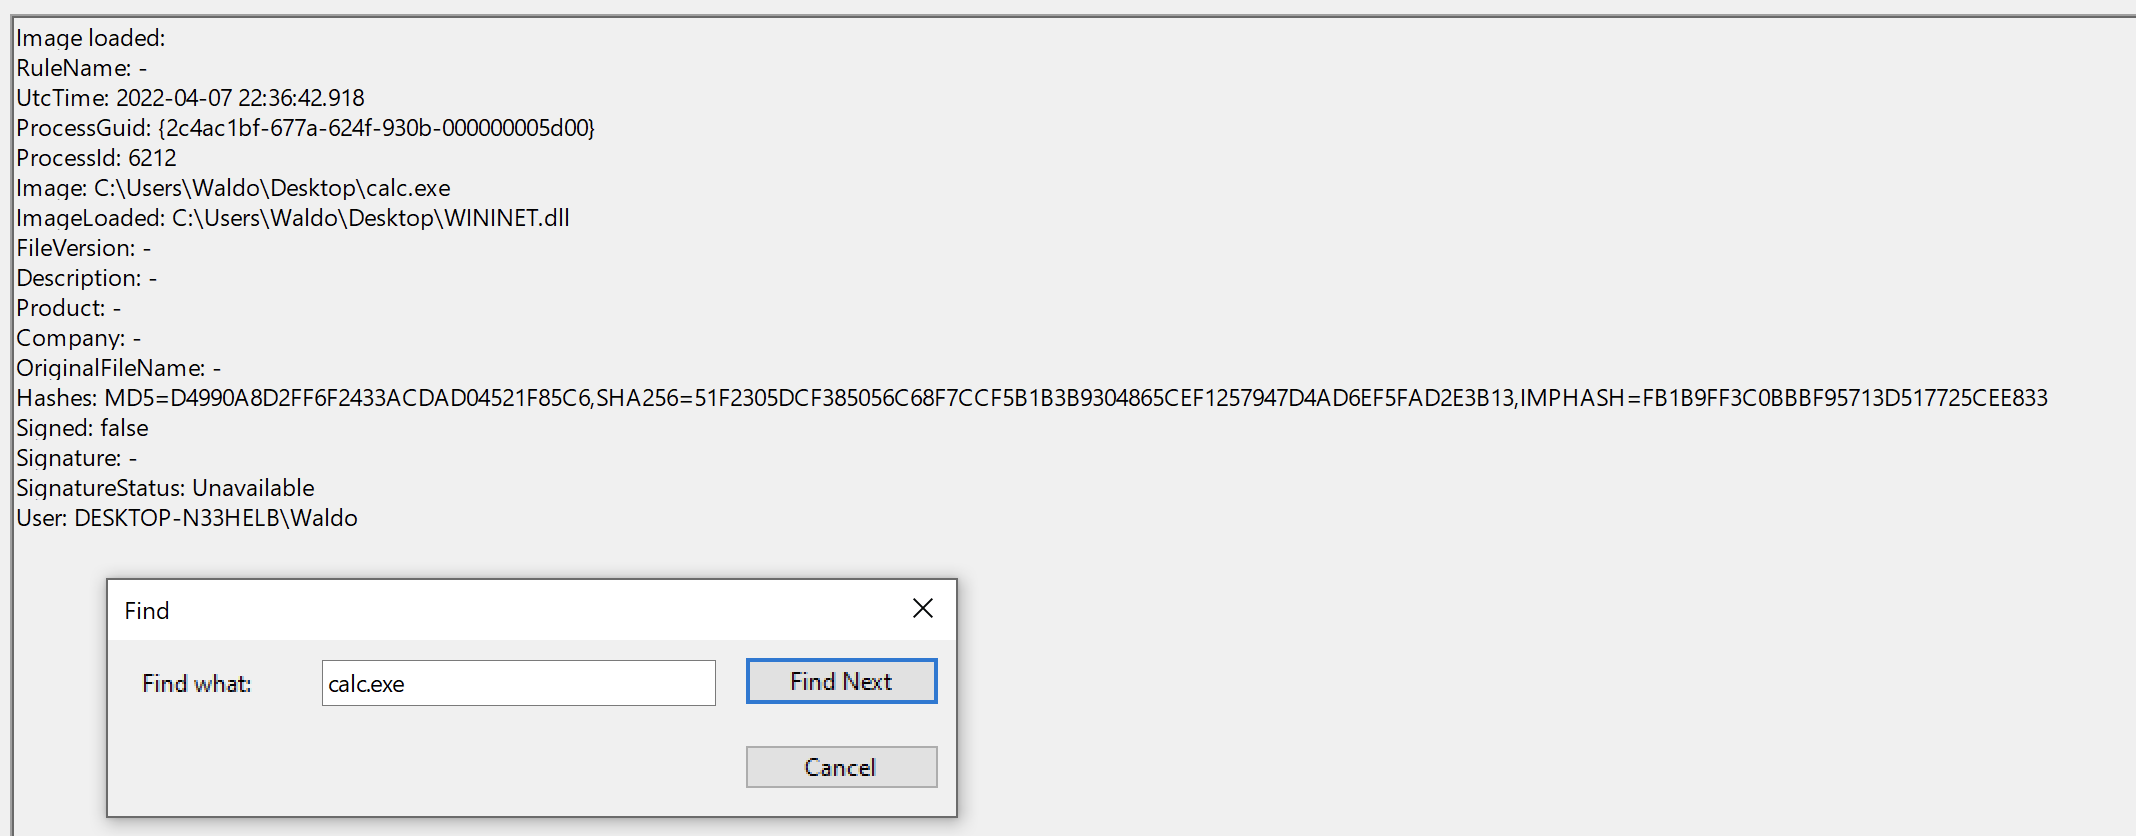 Image loaded:
RuleName: -
UtcTime: 2022-04-07 22:36:42.918
ProcessGuid: {2c4ac1bf-677a-624f-930b-000000005d00}
ProcessId: 6212
Image: C:\Users\Waldo\Desktop\calc.exe
ImageLoaded: C:\Users\Waldo\Desktop\WININET.dll
FileVersion: -
Description: -
Product: -
Company: -
OriginalFileName: -
Hashes: MD5=D4990A8D2FF6F2433ACDAD04521F85C6,SHA256=51F2305DCF385056C68F7CCF5B1B3B9304865CEF1257947D4AD6EF5FAD2E3B13,IMPHASH=FB1B9FF3C0BBBF95713D517725CEE833
Signed: false
Signature: -
SignatureStatus: Unavailable
User: DESKTOP-N33HELB\Waldo
Find
Find what: calc.exe Find Next
Cancel